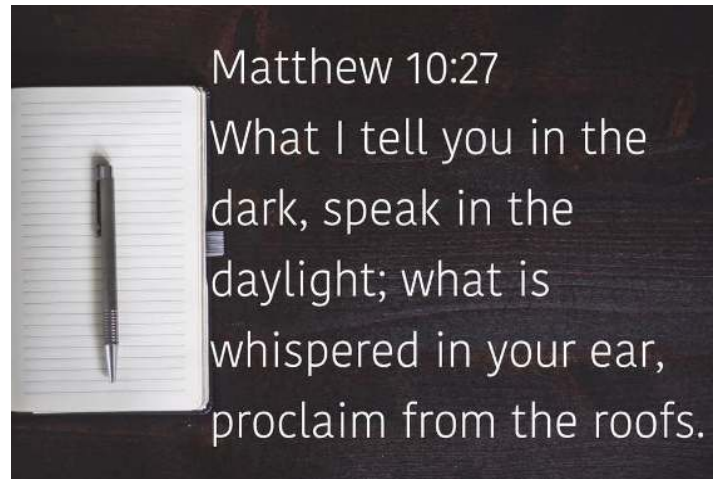 Matthew 10:27
What I tell you in the
dark, speak in the
daylight; what is
whispered in your ear,
proclaim from the roofs.